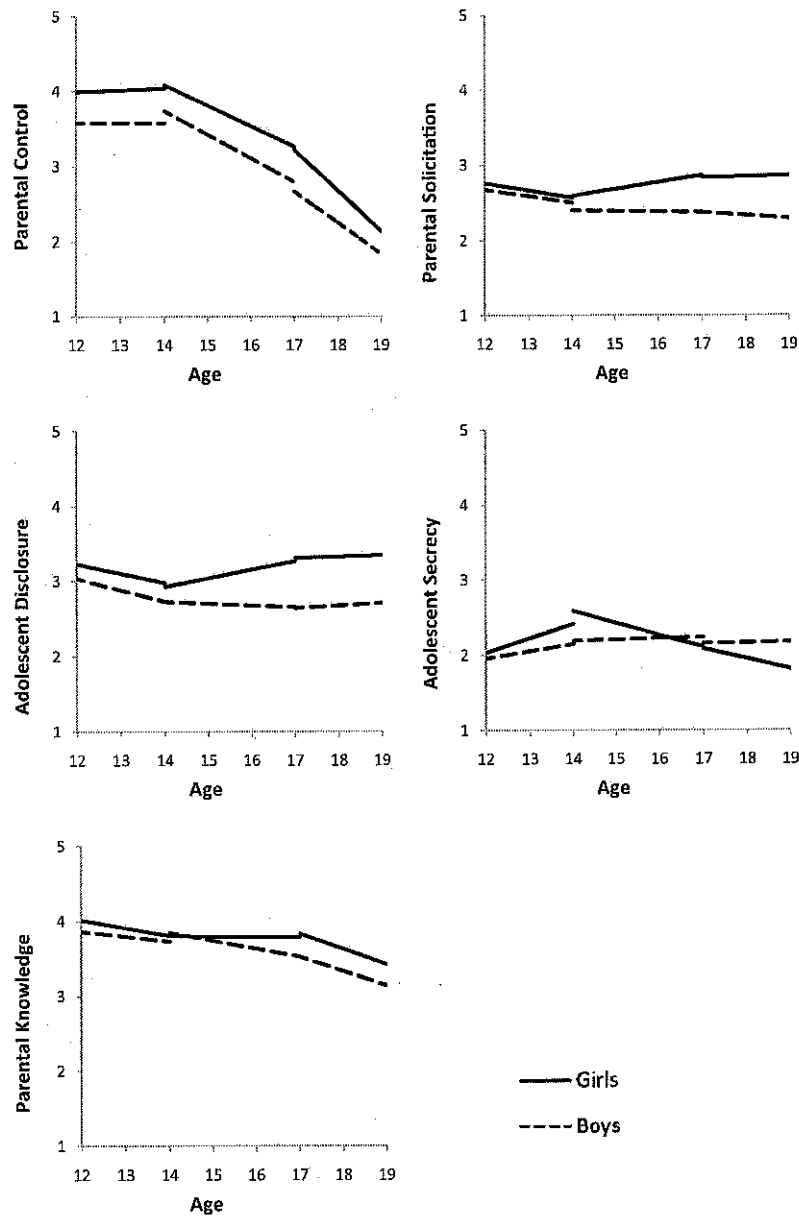 5
4
3
2
1
Parental Control
12 13 14 15 16 17 18 19
Age
5
4
3
2
1
Parental Solicitation
12 13 14 15 16 17 18 19
Age
5
4
3
2
1
Adolescent Disclosure
12 13 14 15 16 17 18 19
Age
5
4
3
2
1
Adolescent Secrecy
12 13 14 15 16 17 18 19
Age
5
4
3
2
1
Parental Knowledge
12 13 14 15 16 17 18 19
Age
Girls
Boys